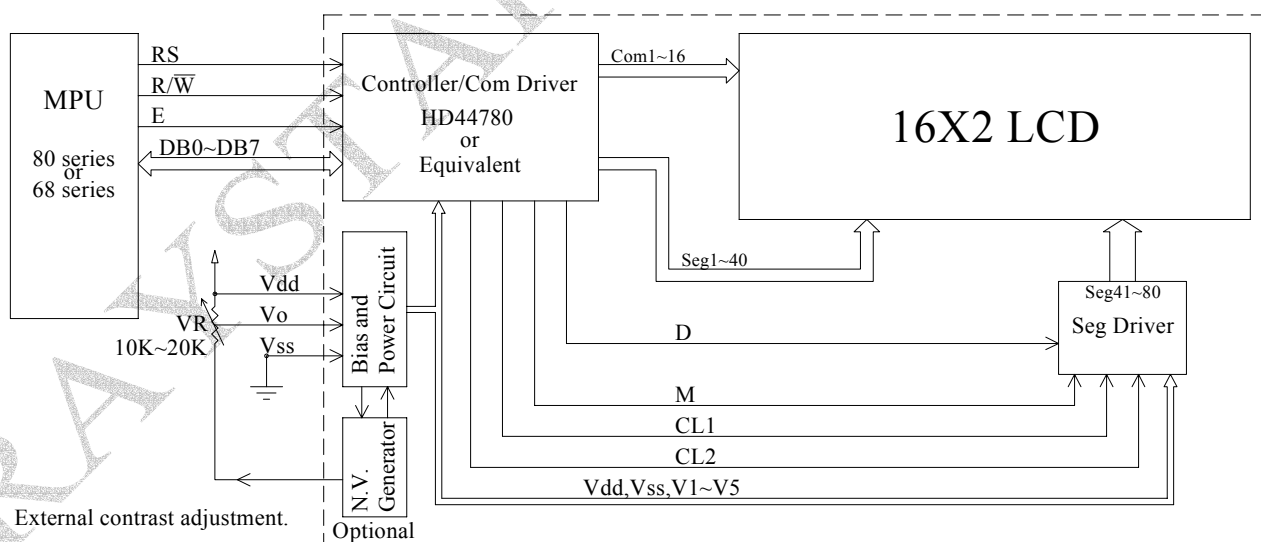 MPU
80 series
or
68 series
RS
R/W̅
E
DB0~DB7
Controller/Com Driver
HD44780
or
Equivalent
Com1~16
16X2 LCD
Seg1~40
Seg41~80
Seg Driver
Vdd
Vo
Vss
VR
10K~20K
Bias and
Power Circuit
N.V.
Generator
Optional
D
M
CL1
CL2
Vdd,Vss,V1~V5
External contrast adjustment.
RAYSTA